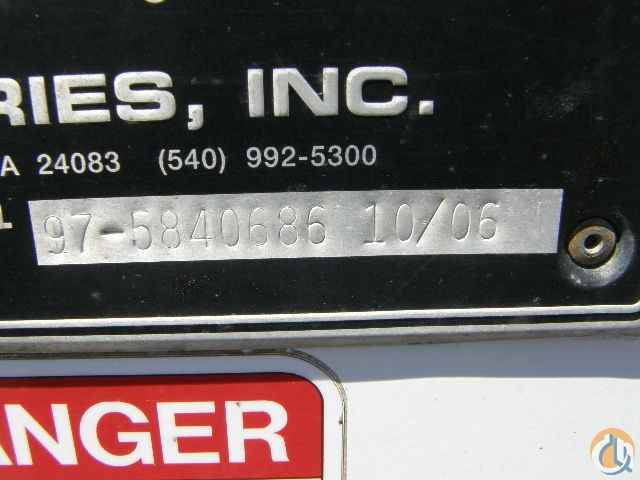 RIES, INC.
A 24083 (540) 992-5300
97-5840686 10/06
ANGER